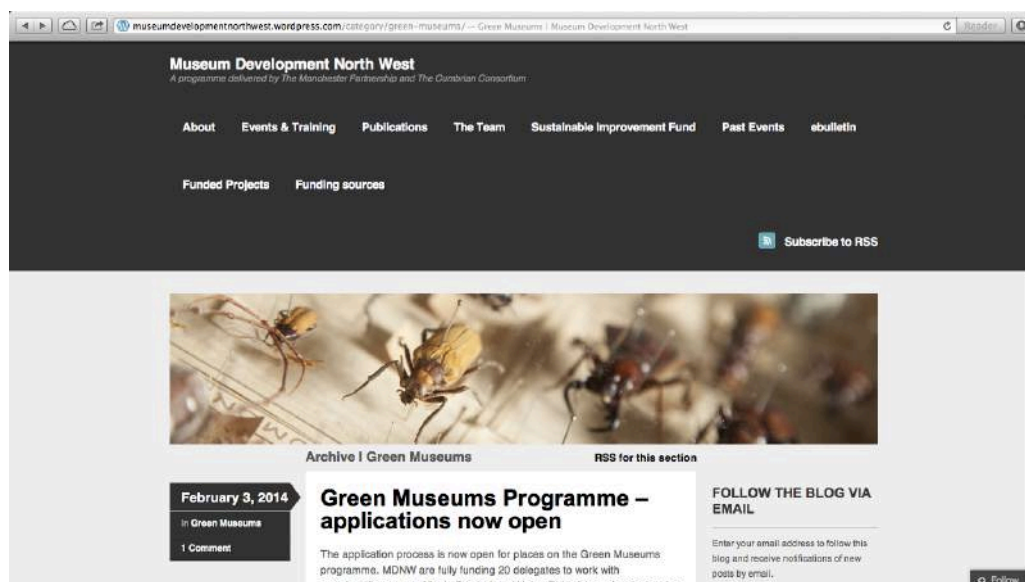 museumdevelopmentnorthwest.wordpress.com/category/green-museums/ — Green Museums | Museum Development North West
Reader
Museum Development North West
A programme delivered by The Manchester Partnership and The Cumbrian Consortium
About Events & Training Publications The Team Sustainable Improvement Fund Past Events ebulletin
Funded Projects Funding sources
Subscribe to RSS
Archive | Green Museums
RSS for this section
February 3, 2014
in Green Museums
1 Comment
Green Museums Programme –
applications now open
The application process is now open for places on the Green Museums
programme. MDNW are fully funding 20 delegates to work with
FOLLOW THE BLOG VIA
EMAIL
Enter your email address to follow this
blog and receive notifications of new
posts by email.
Follow